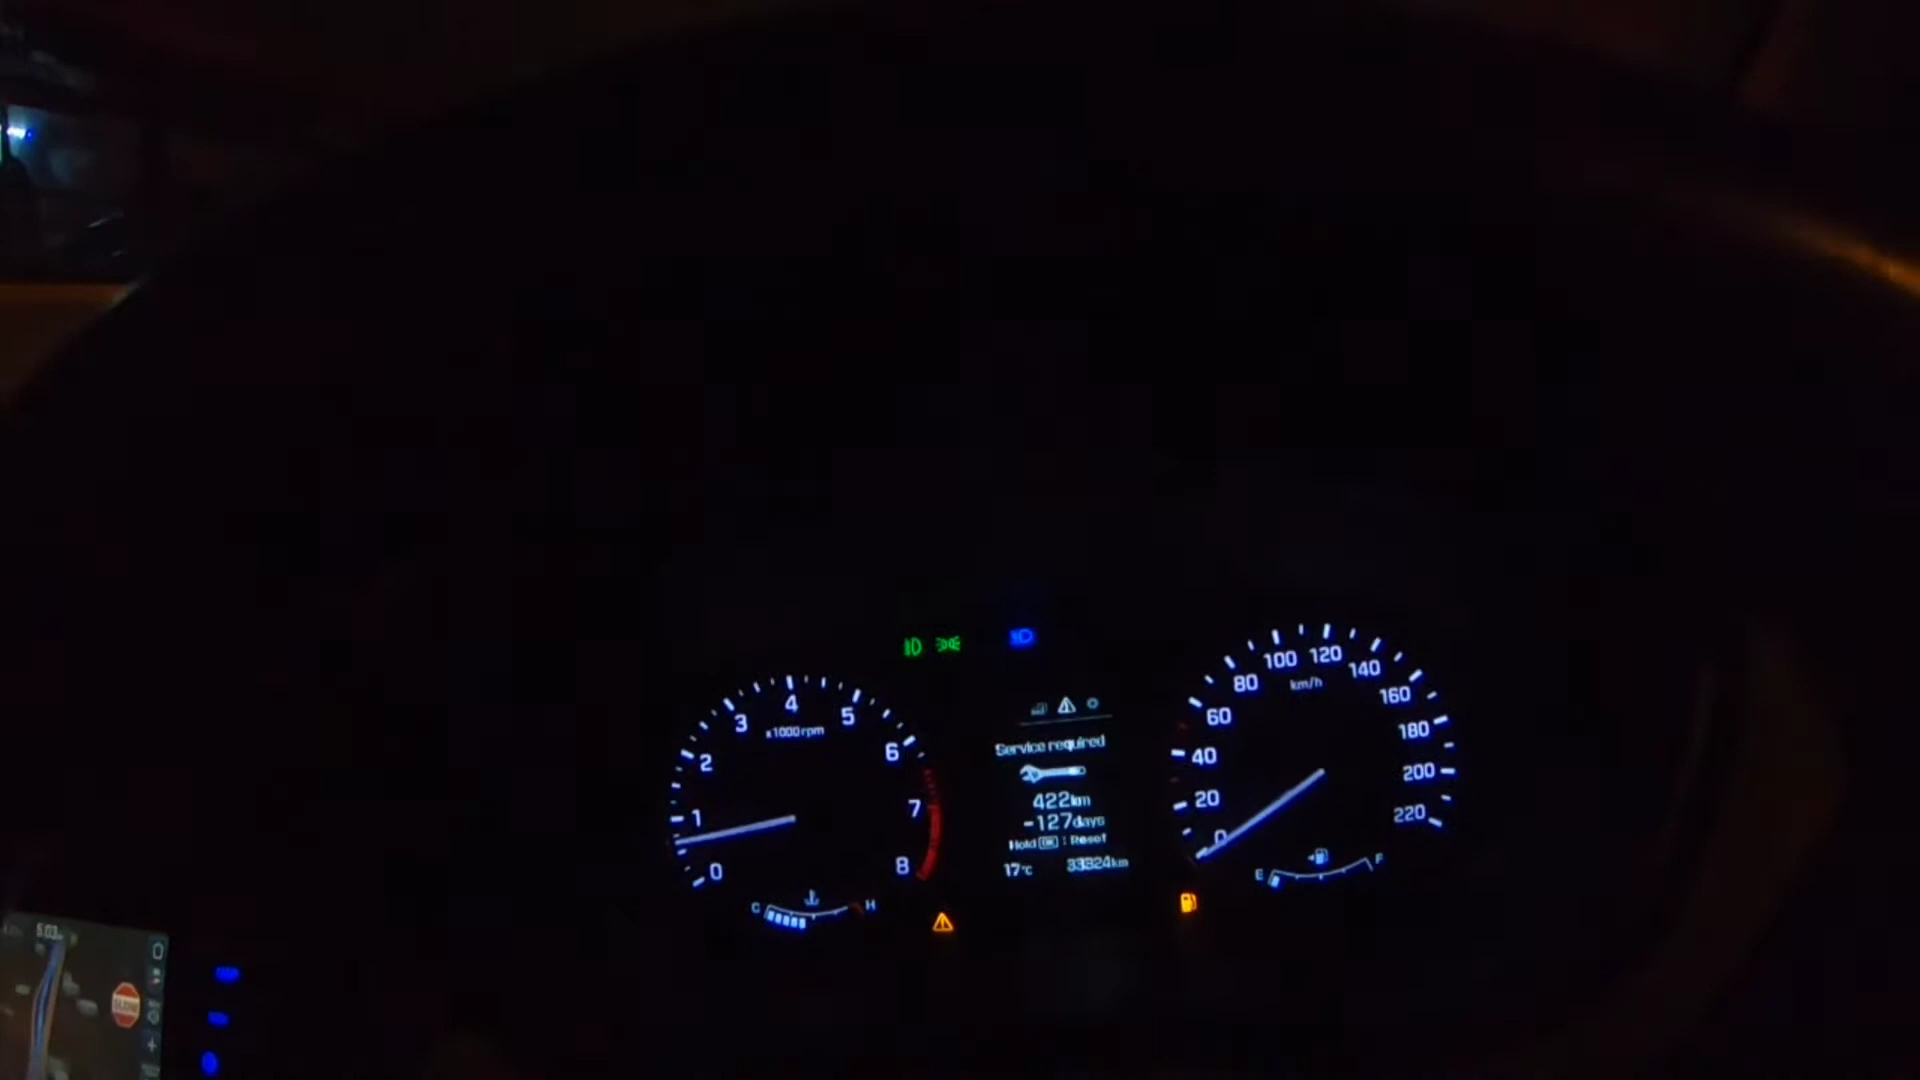 4
3
5
x1000rpm
2
6
1
7
0
8
C
H
Service required
422km
-127days
Hold OK : Reset
17°C
33824km
100
120
80
140
km/h
60
160
180
40
200
20
220
0
E
F